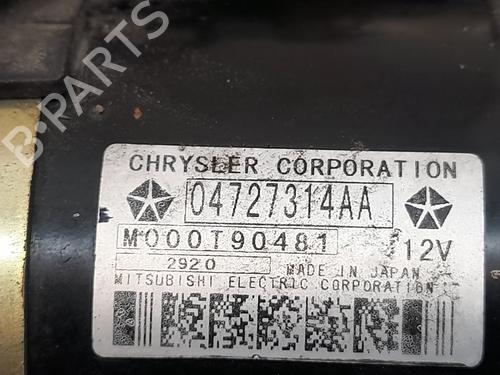 B-PARTS
CHRYSLER CORPORATION
04727314AA
M000T90481 12V
2920 MADE IN JAPAN
MITSUBISHI ELECTRIC CORPORATION